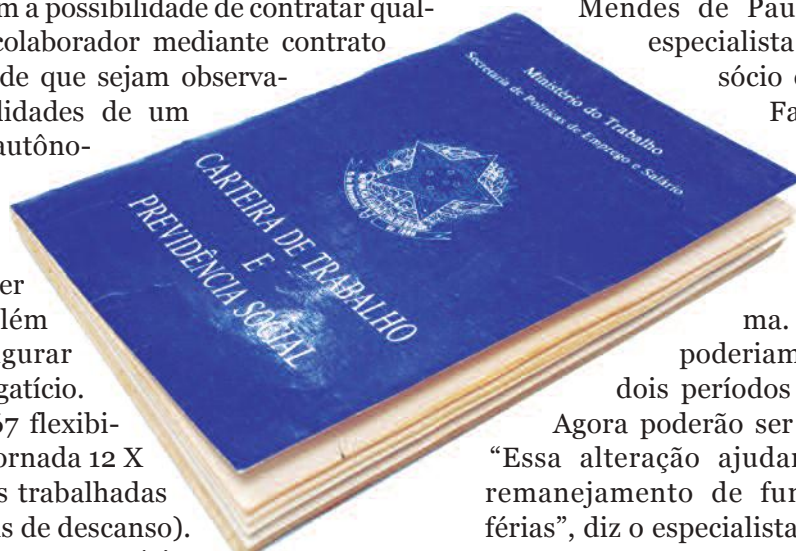 m a possibilidade de contratar qual-
colaborador mediante contrato
de que sejam observa-
lidades de um
autôno-
er
lém
gurar
gatício.
67 flexibi-
ornada 12 X
s trabalhadas
s de descanso).
Ministério do Trabalho
Secretaria de Políticas de Emprego e Salário
CARTEIRA DE TRABALHO
E
PREVIDÊNCIA SOCIAL
Mendes de Pau
especialista
sócio
Fa
ma.
poderiam
dois períodos
Agora poderão ser
“Essa alteração ajudar
remanejamento de fun
férias”, diz o especialista